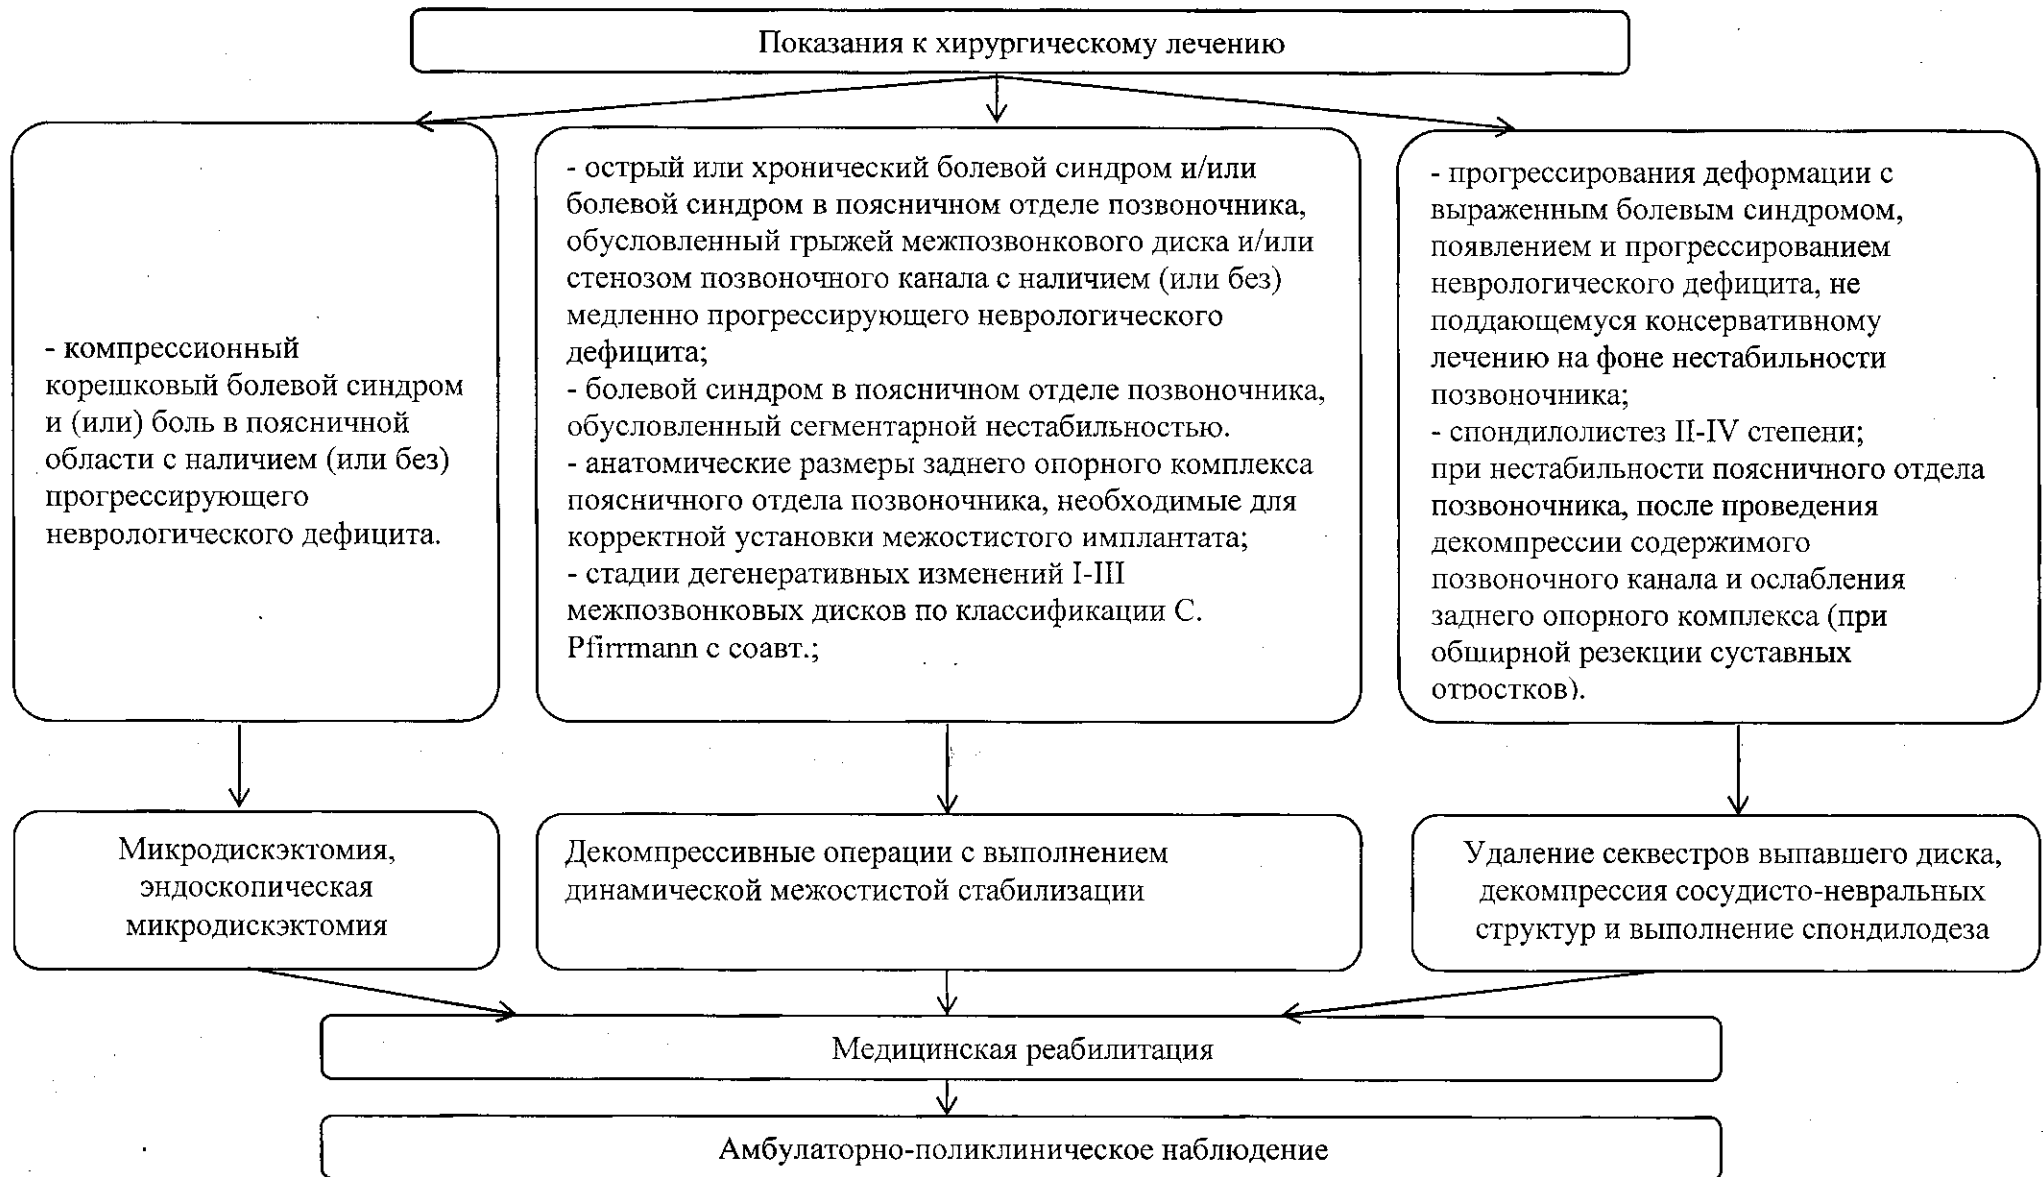 Показания к хирургическому лечению
- компрессионный
корешковый болевой синдром
и (или) боль в поясничной
области с наличием (или без)
прогрессирующего
неврологического дефицита.
- острый или хронический болевой синдром и/или
болевой синдром в поясничном отделе позвоночника,
обусловленный грыжей межпозвонкового диска и/или
стенозом позвоночного канала с наличием (или без)
медленно прогрессирующего неврологического
дефицита;
- болевой синдром в поясничном отделе позвоночника,
обусловленный сегментарной нестабильностью.
- анатомические размеры заднего опорного комплекса
поясничного отдела позвоночника, необходимые для
корректной установки межостистого имплантата;
- стадии дегенеративных изменений I-III
межпозвонковых дисков по классификации C.
Pfirrmann с соавт.;
- прогрессирования деформации с
выраженным болевым синдромом,
появлением и прогрессированием
неврологического дефицита, не
поддающемуся консервативному
лечению на фоне нестабильности
позвоночника;
- спондилолистез II-IV степени;
при нестабильности поясничного отдела
позвоночника, после проведения
декомпрессии содержимого
позвоночного канала и ослабления
заднего опорного комплекса (при
обширной резекции суставных
отростков).
Микродискэктомия,
эндоскопическая
микродискэктомия
Декомпрессивные операции с выполнением
динамической межостистой стабилизации
Удаление секвестров выпавшего диска,
декомпрессия сосудисто-невральных
структур и выполнение спондилодеза
Медицинская реабилитация
Амбулаторно-поликлиническое наблюдение